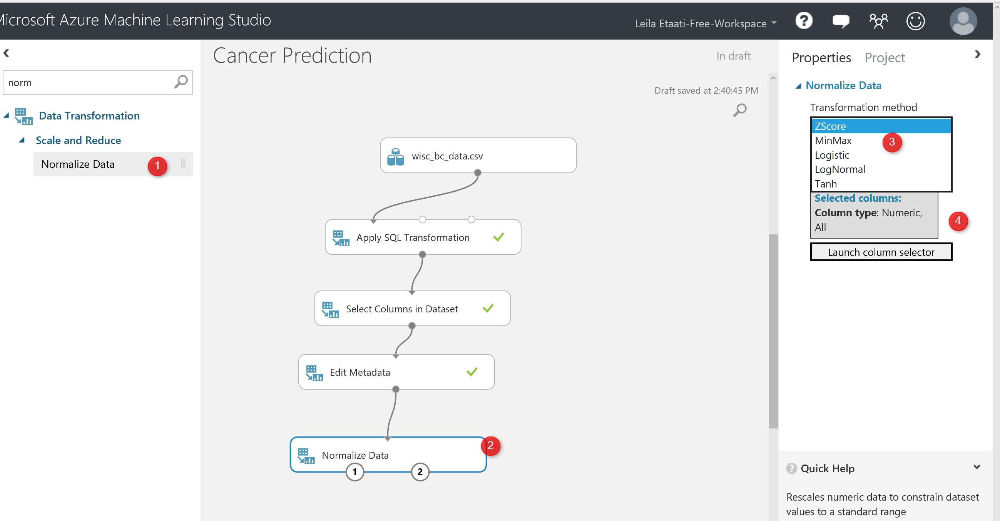 Microsoft Azure Machine Learning Studio
Leila Etaati-Free-Workspace
?
norm
Data Transformation
Scale and Reduce
Normalize Data
1
Cancer Prediction
In draft
Draft saved at 2:40:45 PM
wisc_bc_data.csv
Apply SQL Transformation
Select Columns in Dataset
Edit Metadata
Normalize Data
2
1
2
Properties
Project
Normalize Data
Transformation method
ZScore
MinMax
3
Logistic
LogNormal
Tanh
Selected columns:
Column type: Numeric,
All
4
Launch column selector
? Quick Help
Rescales numeric data to constrain dataset
values to a standard range